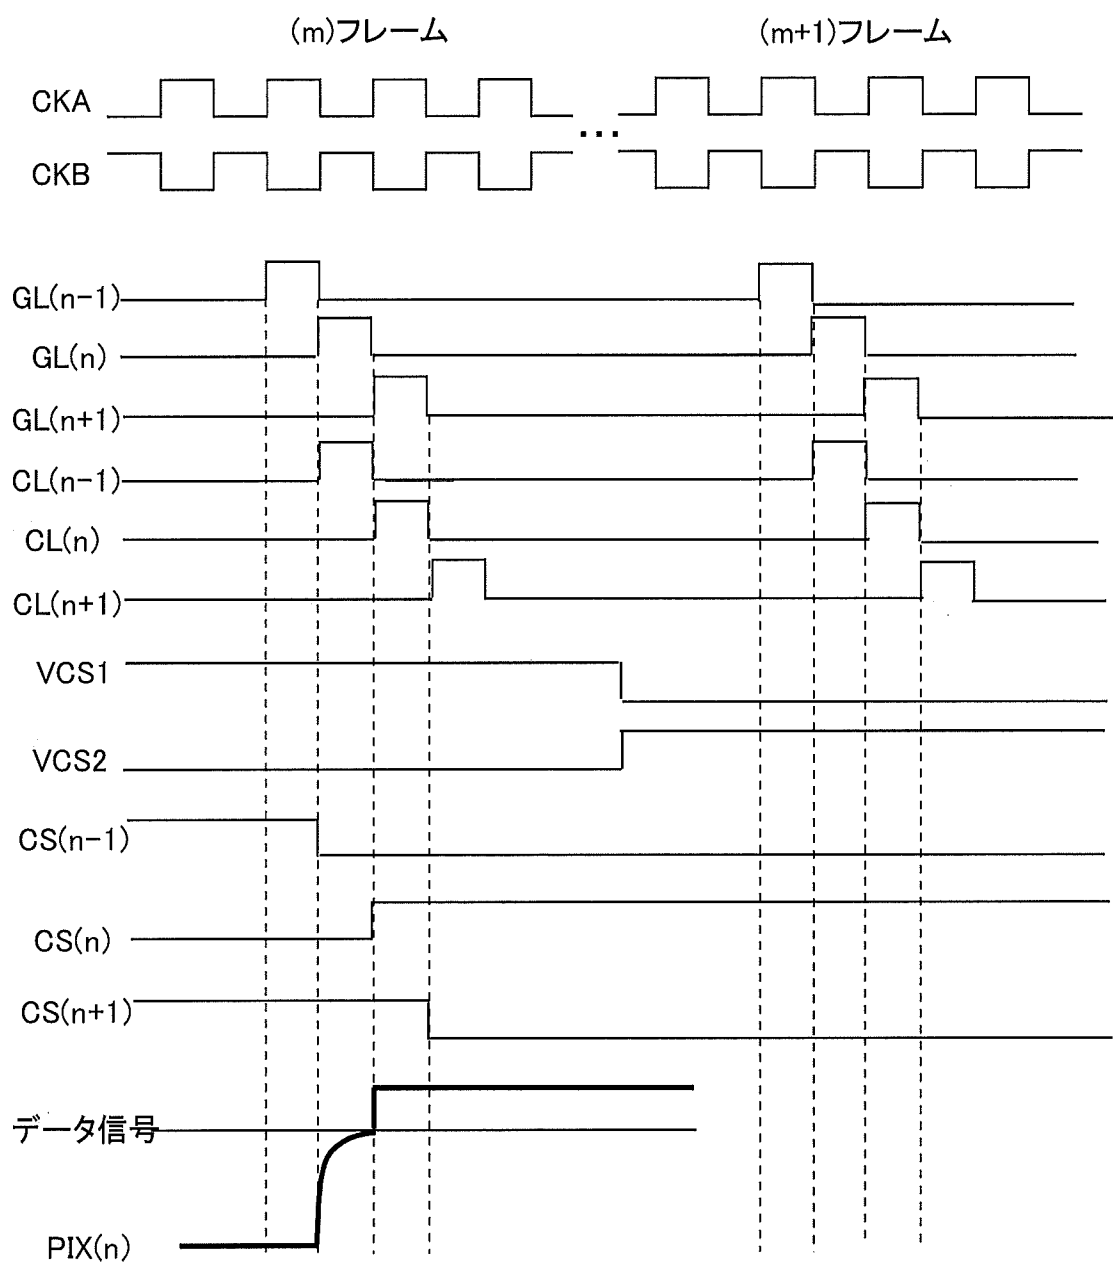 (m)フレーム
(m+1)フレーム
CKA
...
CKB
GL(n-1)
GL(n)
GL(n+1)
CL(n-1)
CL(n)
CL(n+1)
VCS1
VCS2
CS(n-1)
CS(n)
CS(n+1)
データ信号
PIX(n)